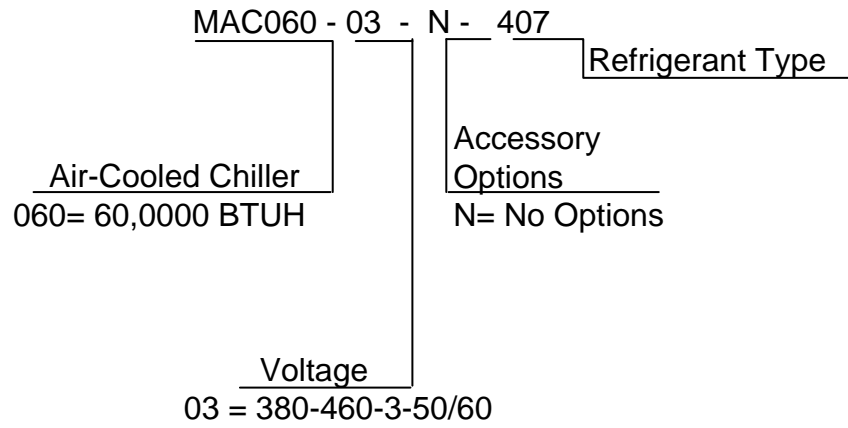 MAC060 - 03 - N - 407
Refrigerant Type
Accessory
Options
N= No Options
Air-Cooled Chiller
060= 60,0000 BTUH
Voltage
03 = 380-460-3-50/60